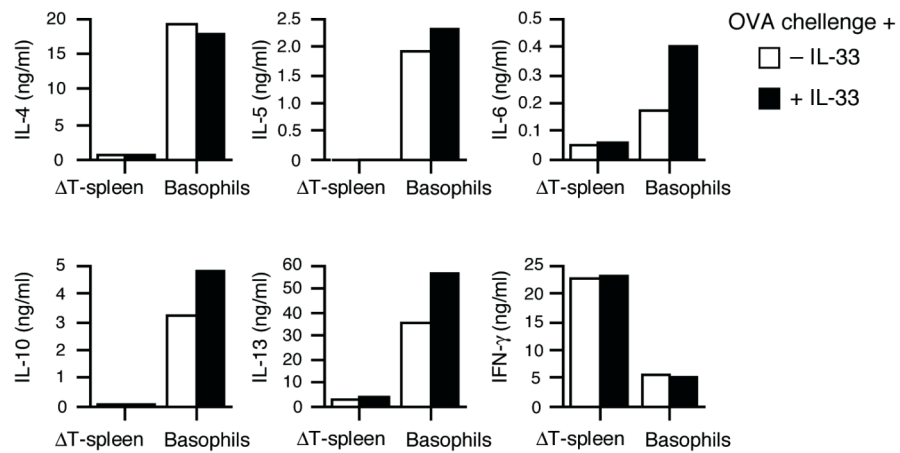 OVA chellenge +
– IL-33
+ IL-33
IL-4 (ng/ml)
20
15
10
5
0
ΔT-spleen Basophils
IL-5 (ng/ml)
2.5
2.0
1.5
1.0
0.5
0
ΔT-spleen Basophils
IL-6 (ng/ml)
0.5
0.4
0.3
0.2
0.1
0
ΔT-spleen Basophils
IL-10 (ng/ml)
5
4
3
2
1
0
ΔT-spleen Basophils
IL-13 (ng/ml)
60
50
40
30
20
10
0
ΔT-spleen Basophils
IFN-γ (ng/ml)
25
20
15
10
5
0
ΔT-spleen Basophils